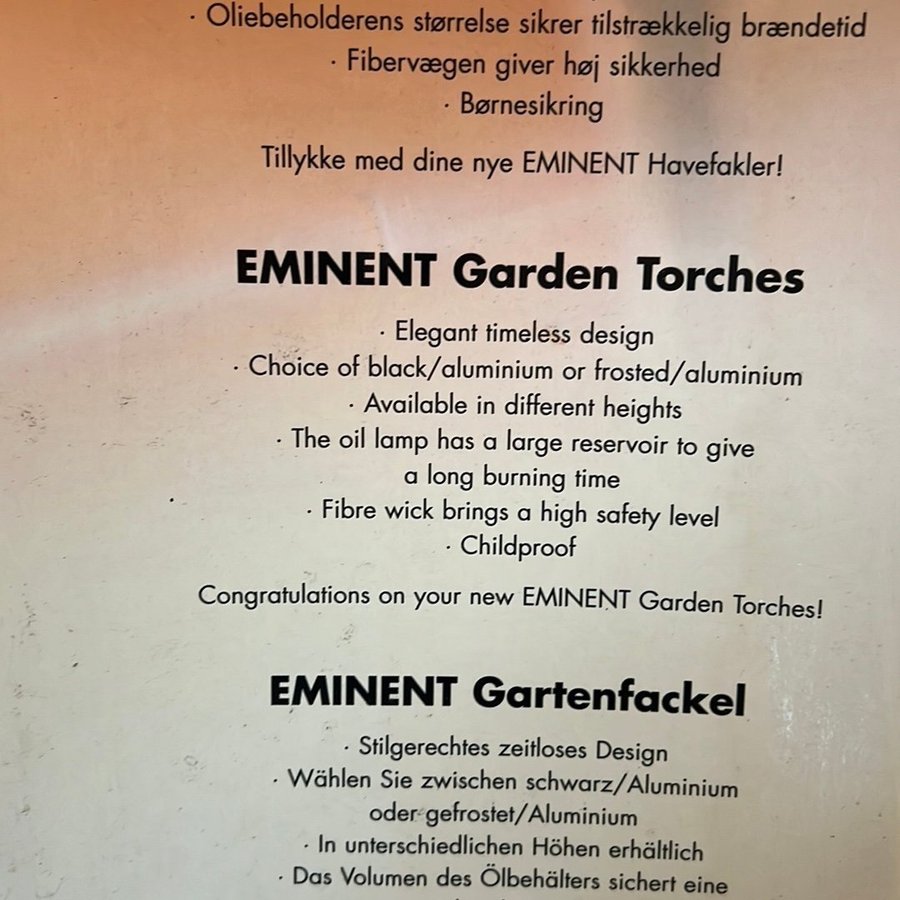 · Oliebeholderens størrelse sikrer tilstrækkelig brændetid
· Fibervægen giver høj sikkerhed
· Børnesikring
Tillykke med dine nye EMINENT Havefakler!
EMINENT Garden Torches
· Elegant timeless design
· Choice of black/aluminium or frosted/aluminium
· Available in different heights
· The oil lamp has a large reservoir to give
a long burning time
· Fibre wick brings a high safety level
· Childproof
Congratulations on your new EMINENT Garden Torches!
EMINENT Gartenfackel
· Stilgerechtes zeitloses Design
· Wählen Sie zwischen schwarz/Aluminium
oder gefrostet/Aluminium
· In unterschiedlichen Höhen erhältlich
· Das Volumen des Ölbehälters sichert eine